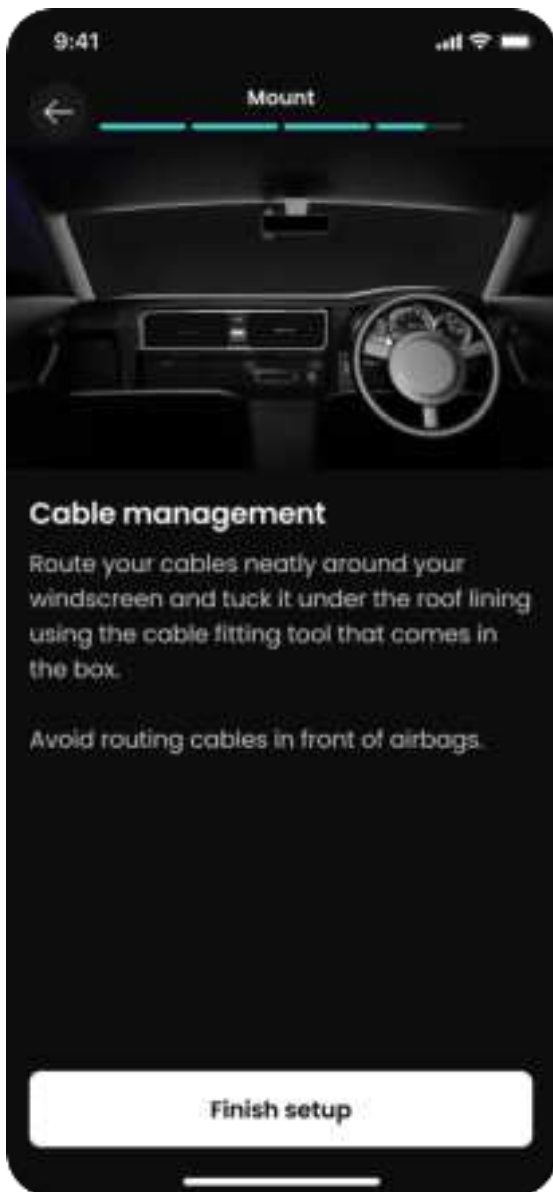 9:41
Mount
Cable management
Route your cables neatly around your
windscreen and tuck it under the roof lining
using the cable fitting tool that comes in
the box.
Avoid routing cables in front of airbags.
Finish setup